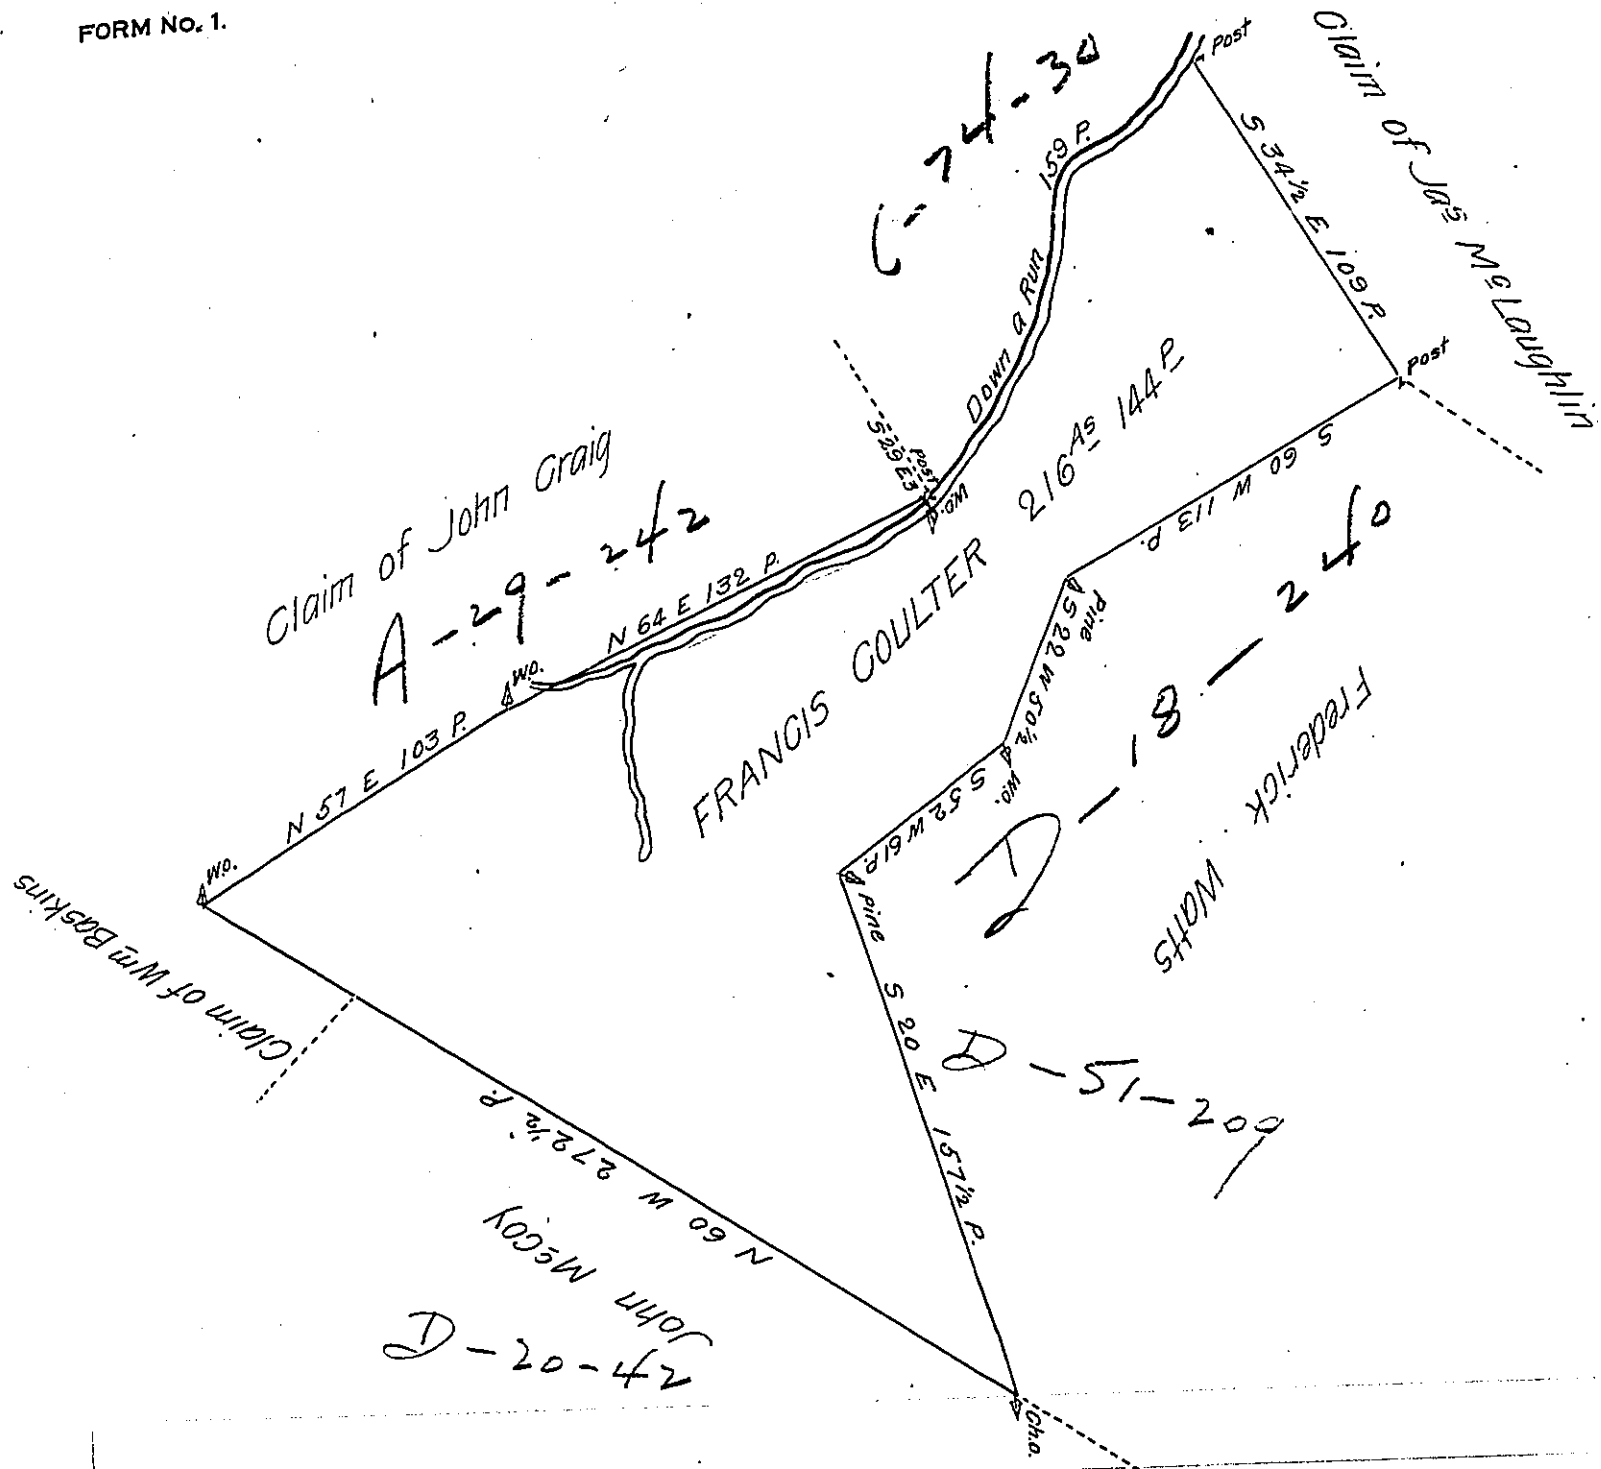 FORM No. 1.
Post
Claim of Jas McLaughlin
C-74-30
159 P.
S 34½ E 109 P.
Down a Run
Post
S 29 E 3
Post
W.O.
216 As 144 P
S 60 W 113 P.
Claim of John Craig
A-29-242
N 64 E 132 P.
FRANCIS COULTER
Pine
S 22 W 50½
D-18-240
W.O.
N 57 E 103 P.
W.O.
S 52 W 61 P.
Frederick Watts
Pine
W.O.
Claim of Wm Baskins
S 20 E 157½ P.
D-51-209
N 60 W 272½ P.
John McCoy
D-20-42
Ch.O.